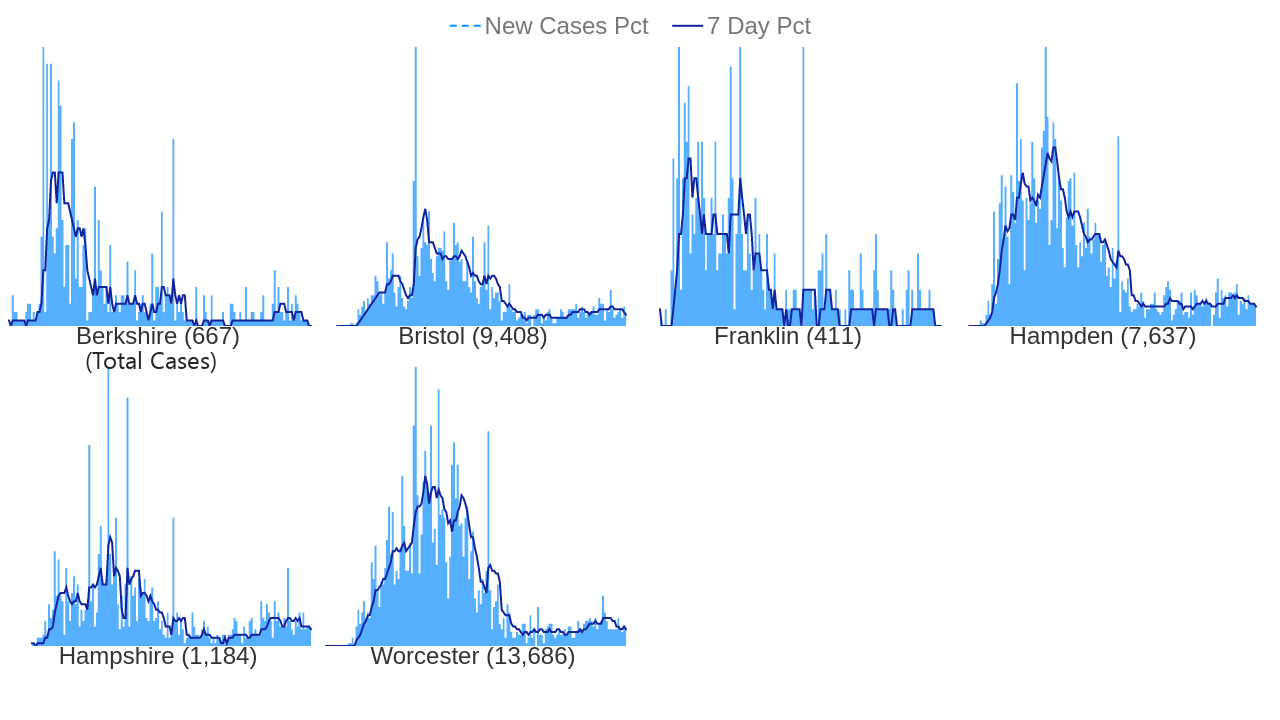 New Cases Pct 7 Day Pct
Berkshire (667) Bristol (9,408) Franklin (411) Hampden (7,637)
(Total Cases)
Hampshire (1,184) Worcester (13,686)